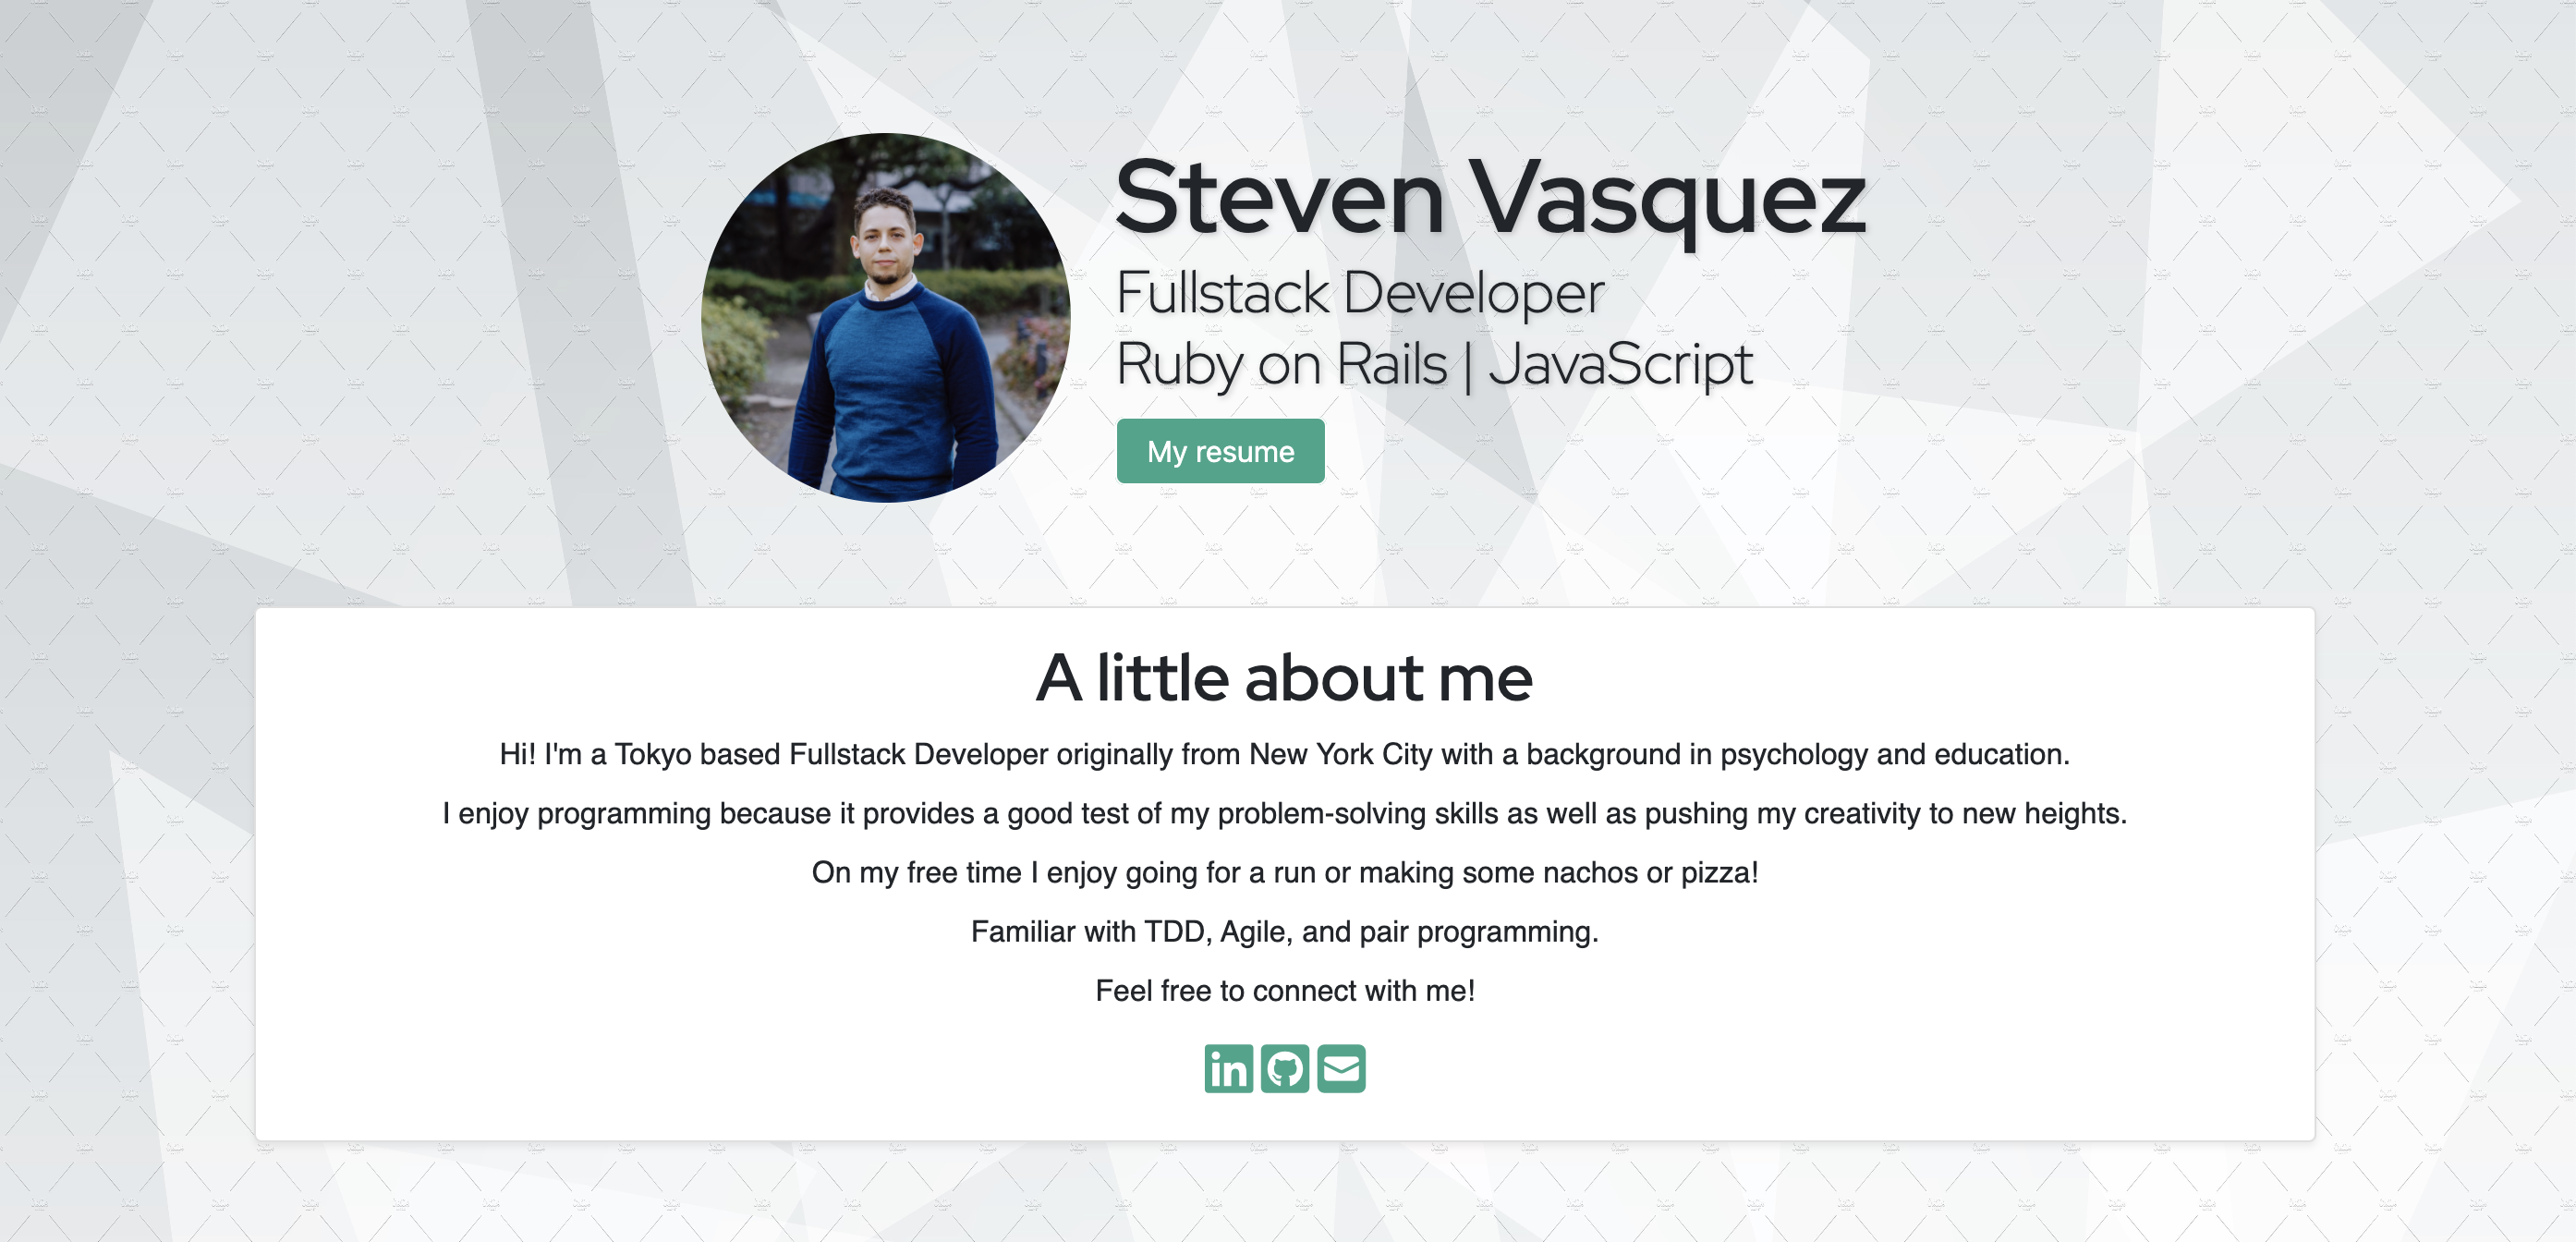 Steven Vasquez
Fullstack Developer
Ruby on Rails | JavaScript
My resume
A little about me
Hi! I'm a Tokyo based Fullstack Developer originally from New York City with a background in psychology and education.
I enjoy programming because it provides a good test of my problem-solving skills as well as pushing my creativity to new heights.
On my free time I enjoy going for a run or making some nachos or pizza!
Familiar with TDD, Agile, and pair programming.
Feel free to connect with me!
in